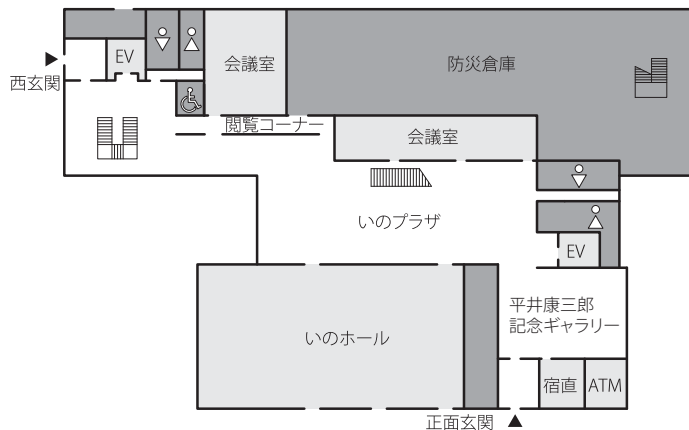 EV
会議室
防災倉庫
西玄関
閲覧コーナー
会議室
いのプラザ
EV
平井康三郎
記念ギャラリー
いのホール
宿直
ATM
正面玄関